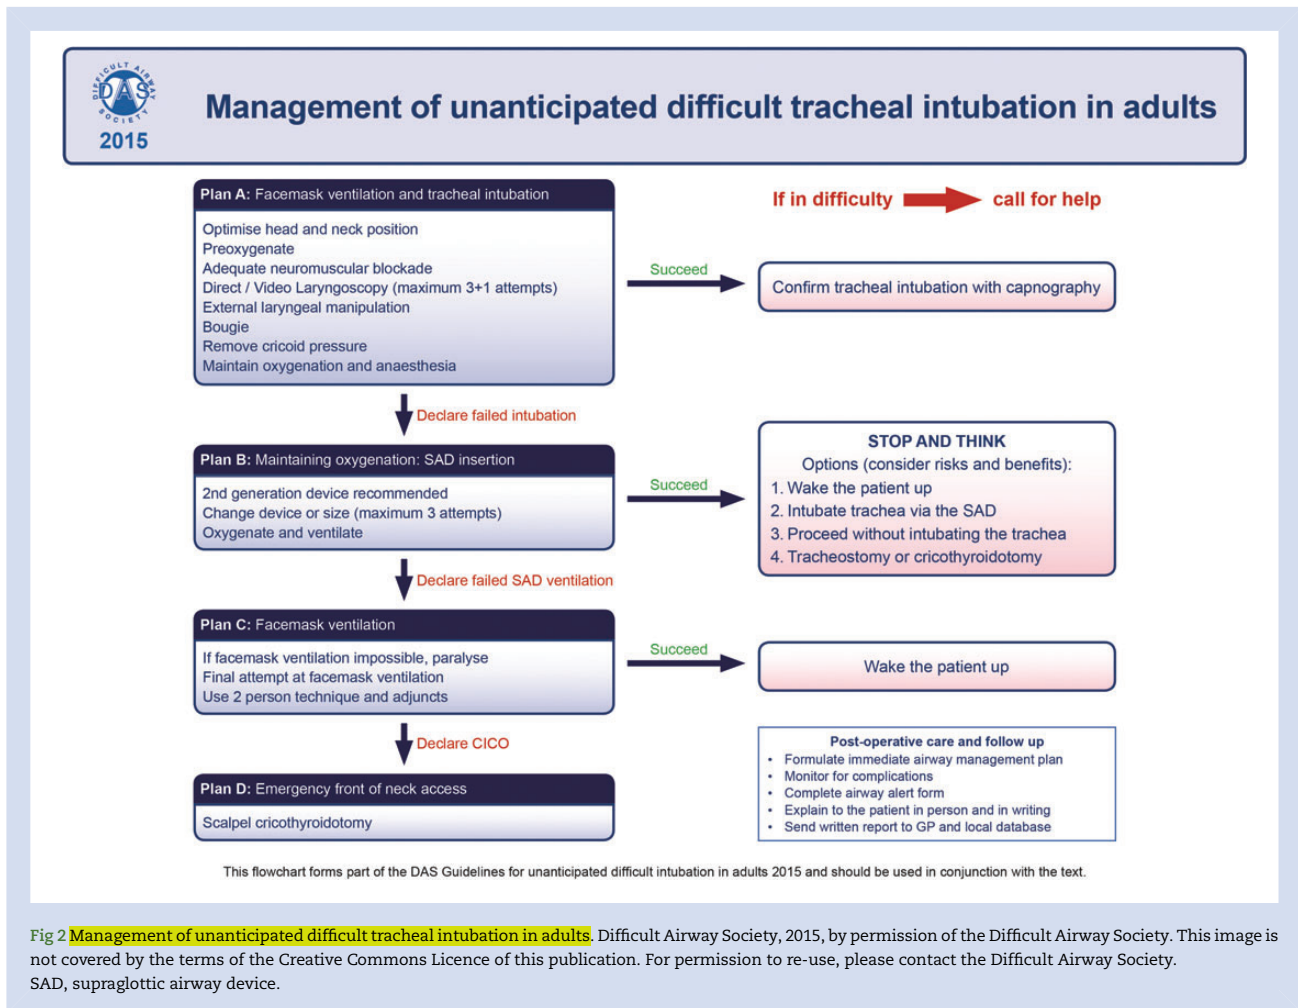 DIFFICULT AIRWAY SOCIETY
DAS
2015
Management of unanticipated difficult tracheal intubation in adults
Plan A: Facemask ventilation and tracheal intubation
Optimise head and neck position
Preoxygenate
Adequate neuromuscular blockade
Direct / Video Laryngoscopy (maximum 3+1 attempts)
External laryngeal manipulation
Bougie
Remove cricoid pressure
Maintain oxygenation and anaesthesia
If in difficulty call for help
Succeed
Confirm tracheal intubation with capnography
Declare failed intubation
Plan B: Maintaining oxygenation: SAD insertion
2nd generation device recommended
Change device or size (maximum 3 attempts)
Oxygenate and ventilate
Succeed
STOP AND THINK
Options (consider risks and benefits):
1. Wake the patient up
2. Intubate trachea via the SAD
3. Proceed without intubating the trachea
4. Tracheostomy or cricothyroidotomy
Declare failed SAD ventilation
Plan C: Facemask ventilation
If facemask ventilation impossible, paralyse
Final attempt at facemask ventilation
Use 2 person technique and adjuncts
Succeed
Wake the patient up
Declare CICO
Plan D: Emergency front of neck access
Scalpel cricothyroidotomy
Post-operative care and follow up
• Formulate immediate airway management plan
• Monitor for complications
• Complete airway alert form
• Explain to the patient in person and in writing
• Send written report to GP and local database
This flowchart forms part of the DAS Guidelines for unanticipated difficult intubation in adults 2015 and should be used in conjunction with the text.
Fig 2 Management of unanticipated difficult tracheal intubation in adults. Difficult Airway Society, 2015, by permission of the Difficult Airway Society. This image is
not covered by the terms of the Creative Commons Licence of this publication. For permission to re-use, please contact the Difficult Airway Society.
SAD, supraglottic airway device.